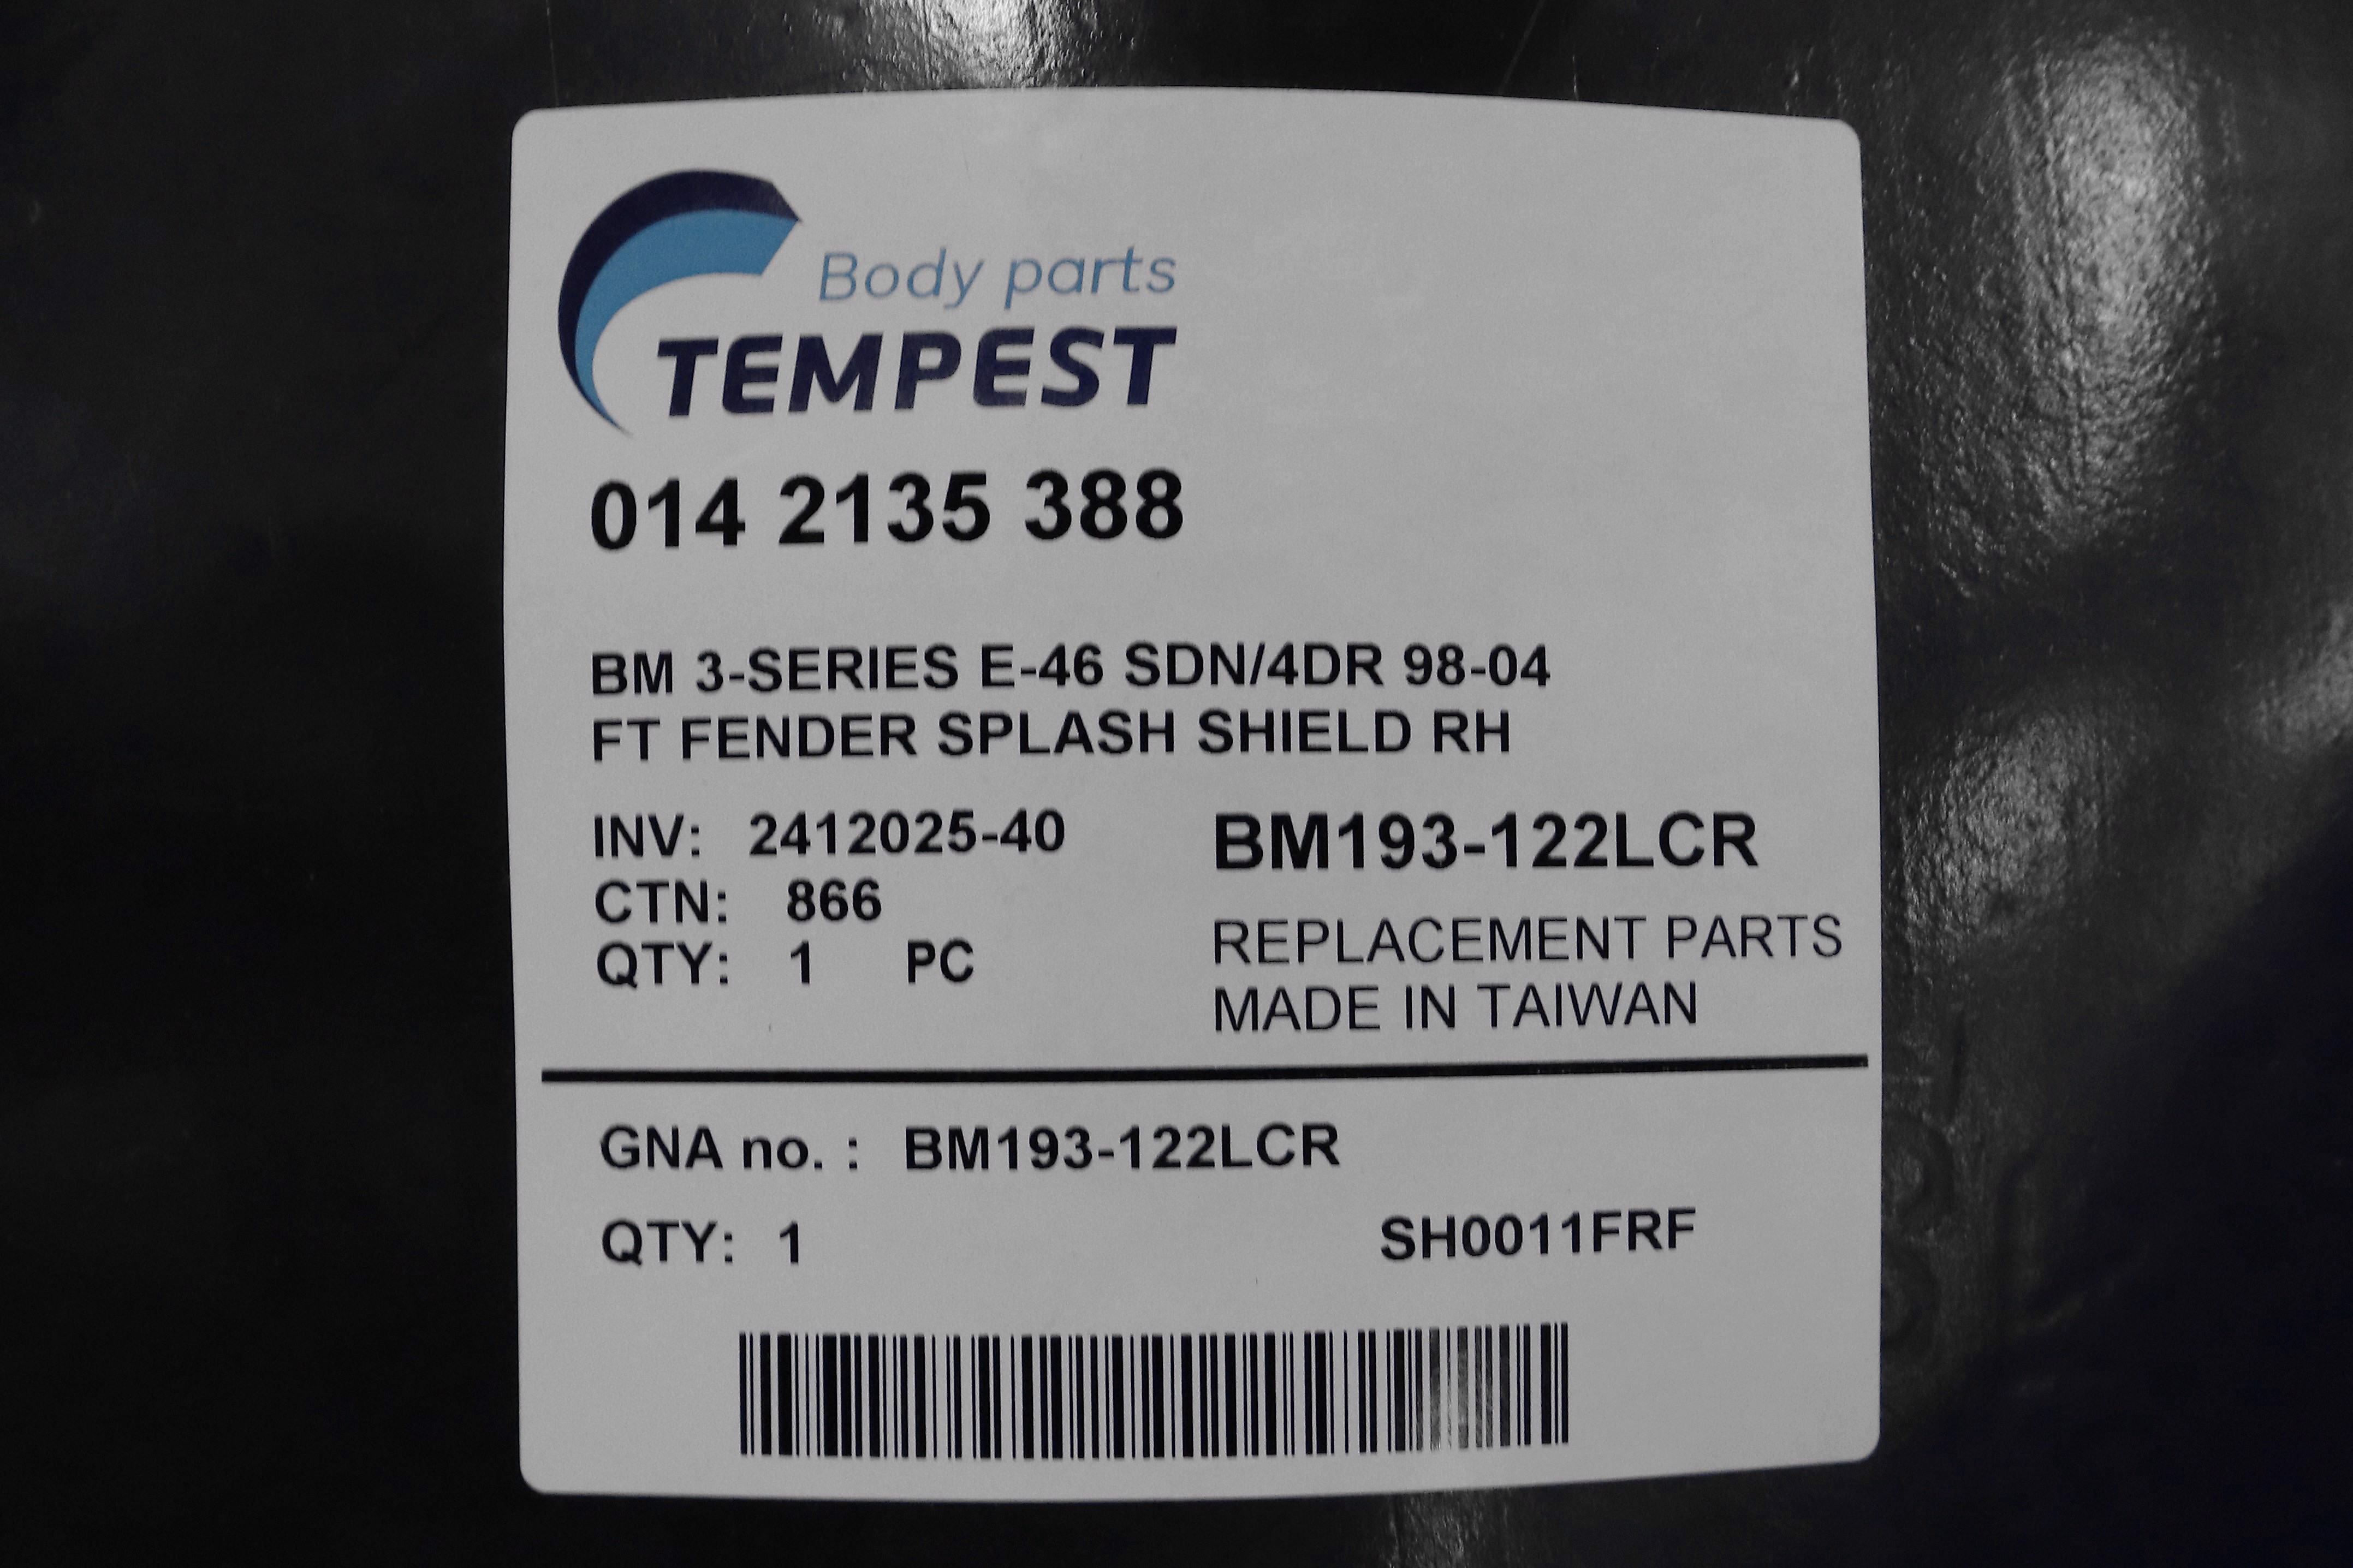 Body parts
TEMPEST
014 2135 388
BM 3-SERIES E-46 SDN/4DR 98-04
FT FENDER SPLASH SHIELD RH
INV: 2412025-40
CTN: 866
QTY: 1 PC
BM193-122LCR
REPLACEMENT PARTS
MADE IN TAIWAN
GNA no. : BM193-122LCR
QTY: 1 SH0011FRF